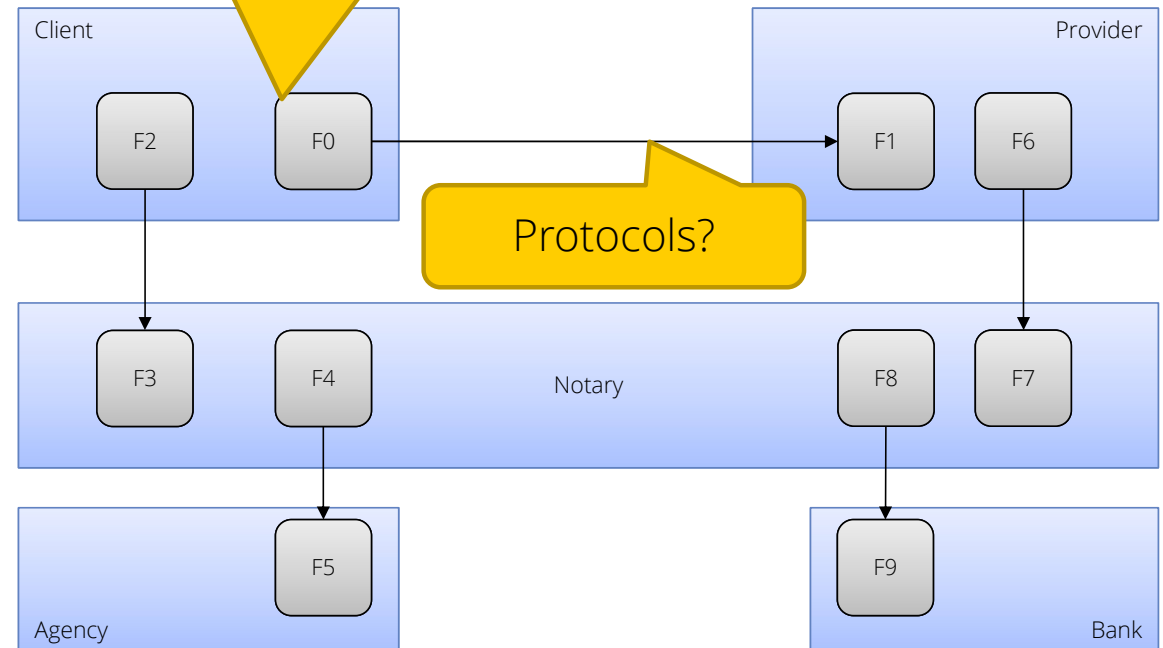 Client
Provider
F2
F0
F1
F6
Protocols?
F3
F4
Notary
F8
F7
F5
F9
Agency
Bank